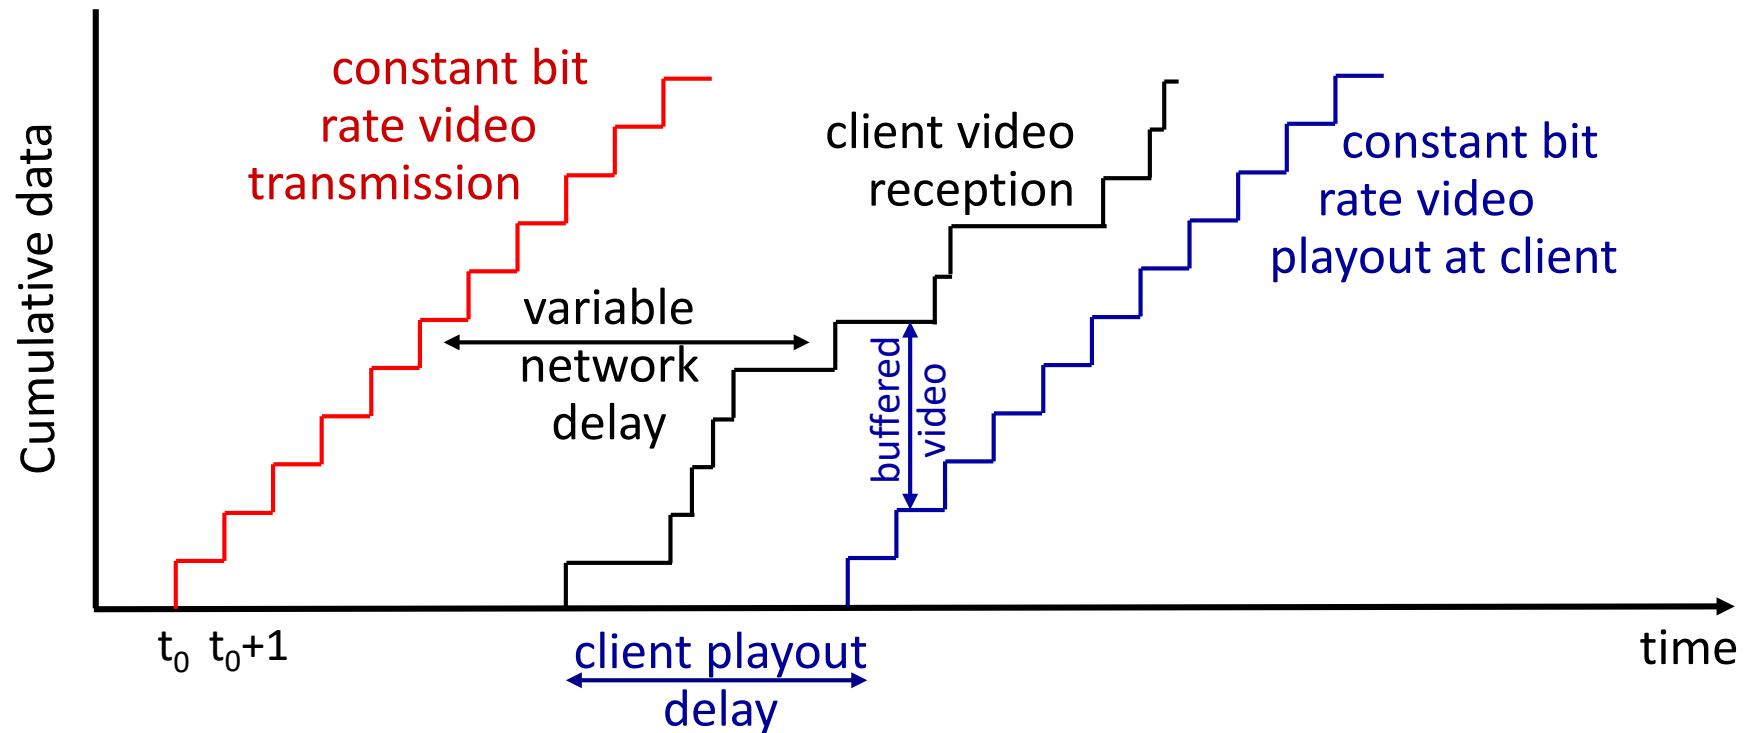 constant bit
rate video
transmission
client video
reception
constant bit
rate video
playout at client
Cumulative data
variable
network
delay
buffered
video
t0 t0+1
time
client playout
delay